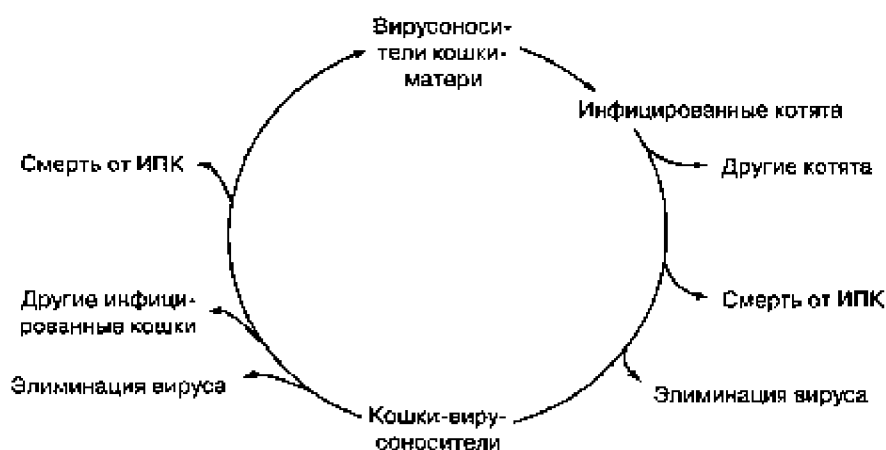 Вирусоноси-
тели кошки-
матери
Инфицированные котята
Другие котята
Смерть от ИПК
Элиминация вируса
Кошки-виру-
соносители
Элиминация вируса
Другие инфици-
рованные кошки
Смерть от ИПК